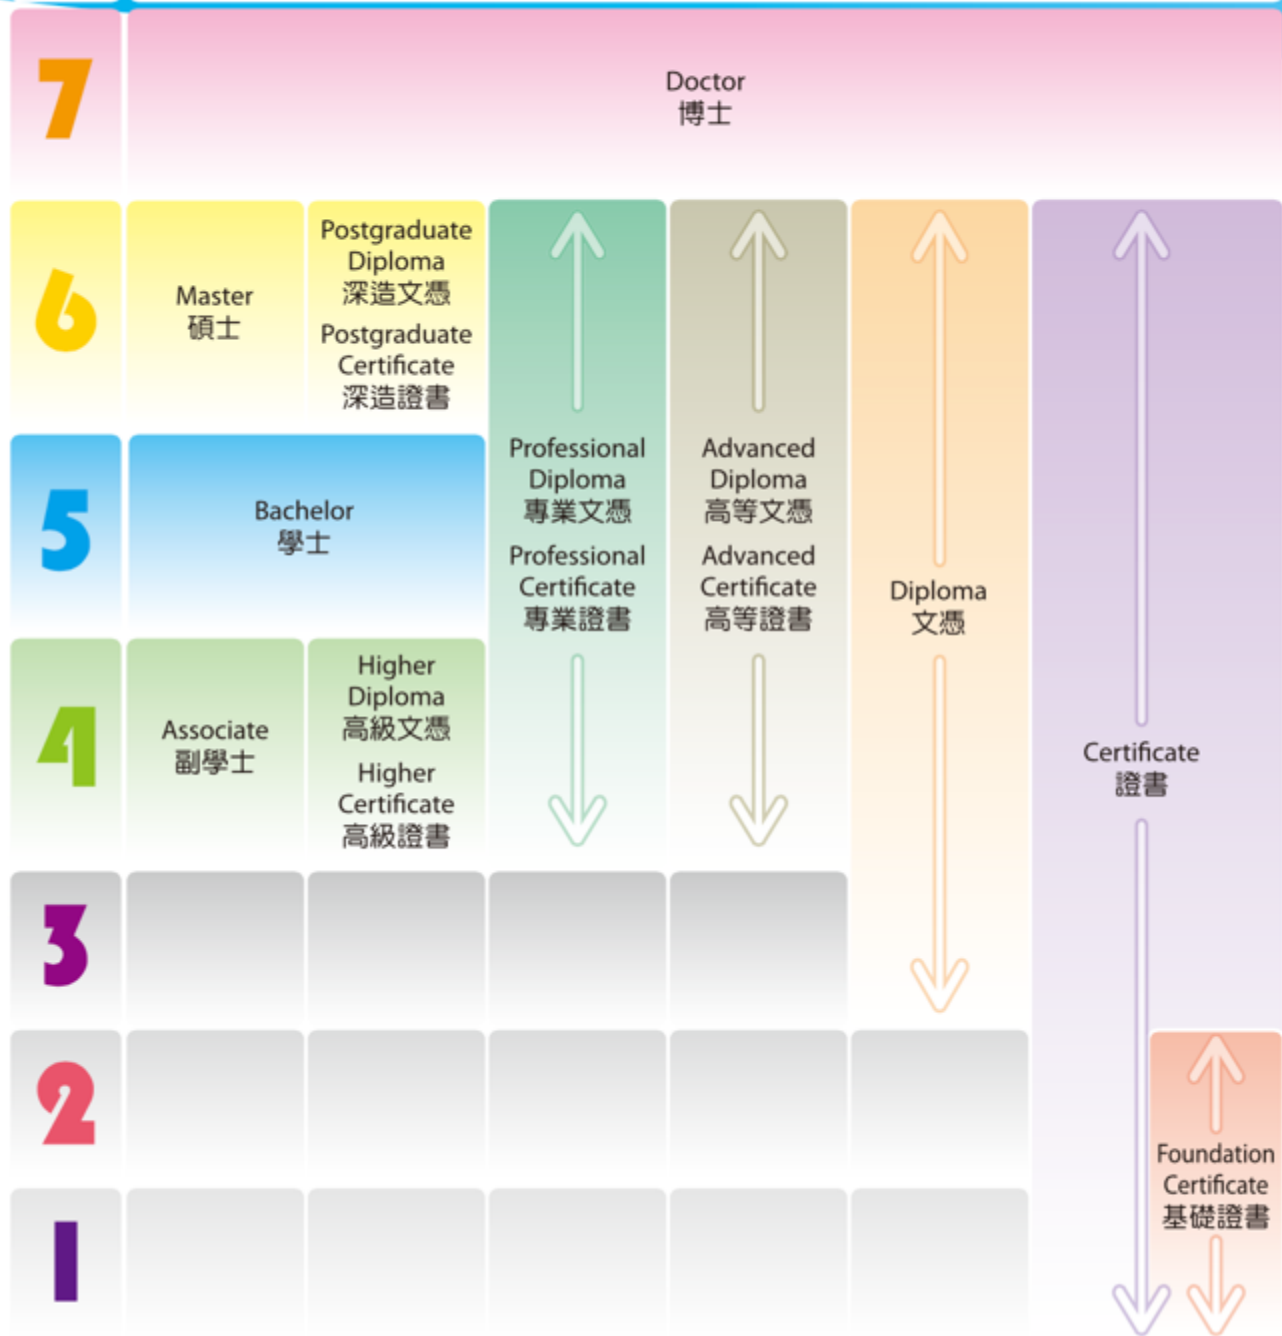 7
Doctor
博士
6
Master
碩士
Postgraduate
Diploma
深造文憑
Postgraduate
Certificate
深造證書
5
Bachelor
學士
Professional
Diploma
專業文憑
Professional
Certificate
專業證書
Advanced
Diploma
高等文憑
Advanced
Certificate
高等證書
Diploma
文憑
4
Associate
副學士
Higher
Diploma
高級文憑
Higher
Certificate
高級證書
Certificate
證書
3
2
Foundation
Certificate
基礎證書
1